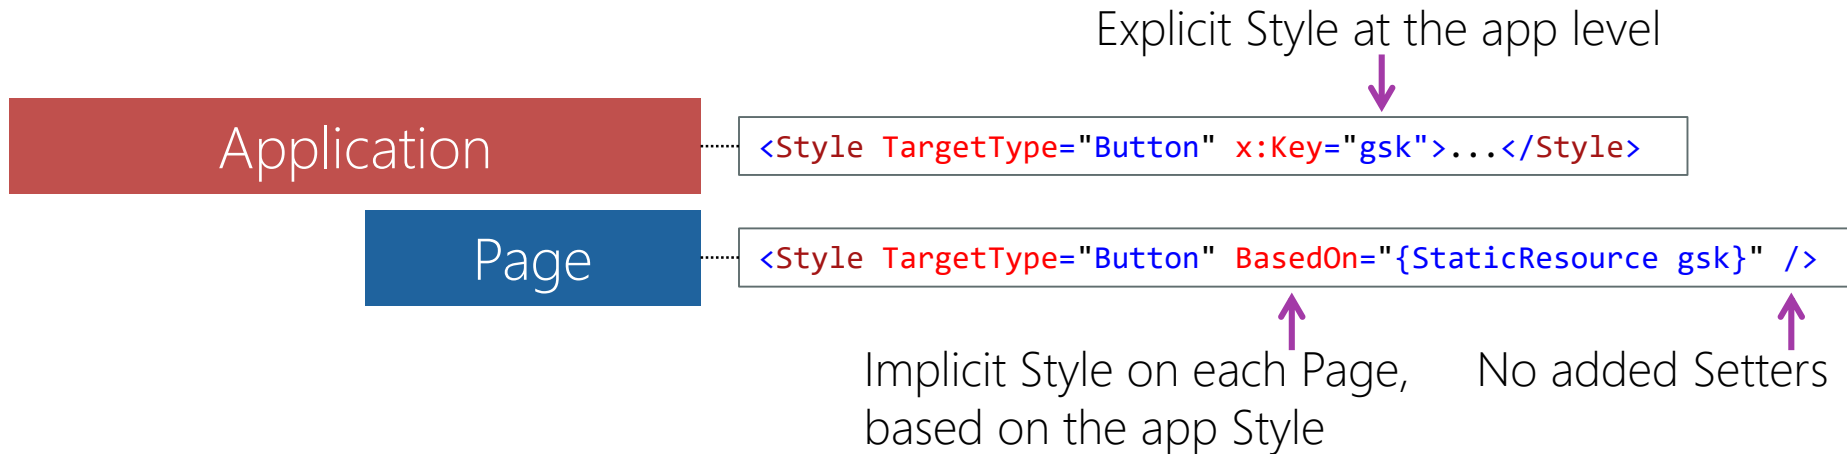 Explicit Style at the app level
Application
<Style TargetType="Button" x:Key="gsk">...</Style>
Page
<Style TargetType="Button" BasedOn="{StaticResource gsk}" />
Implicit Style on each Page,
based on the app Style
No added Setters